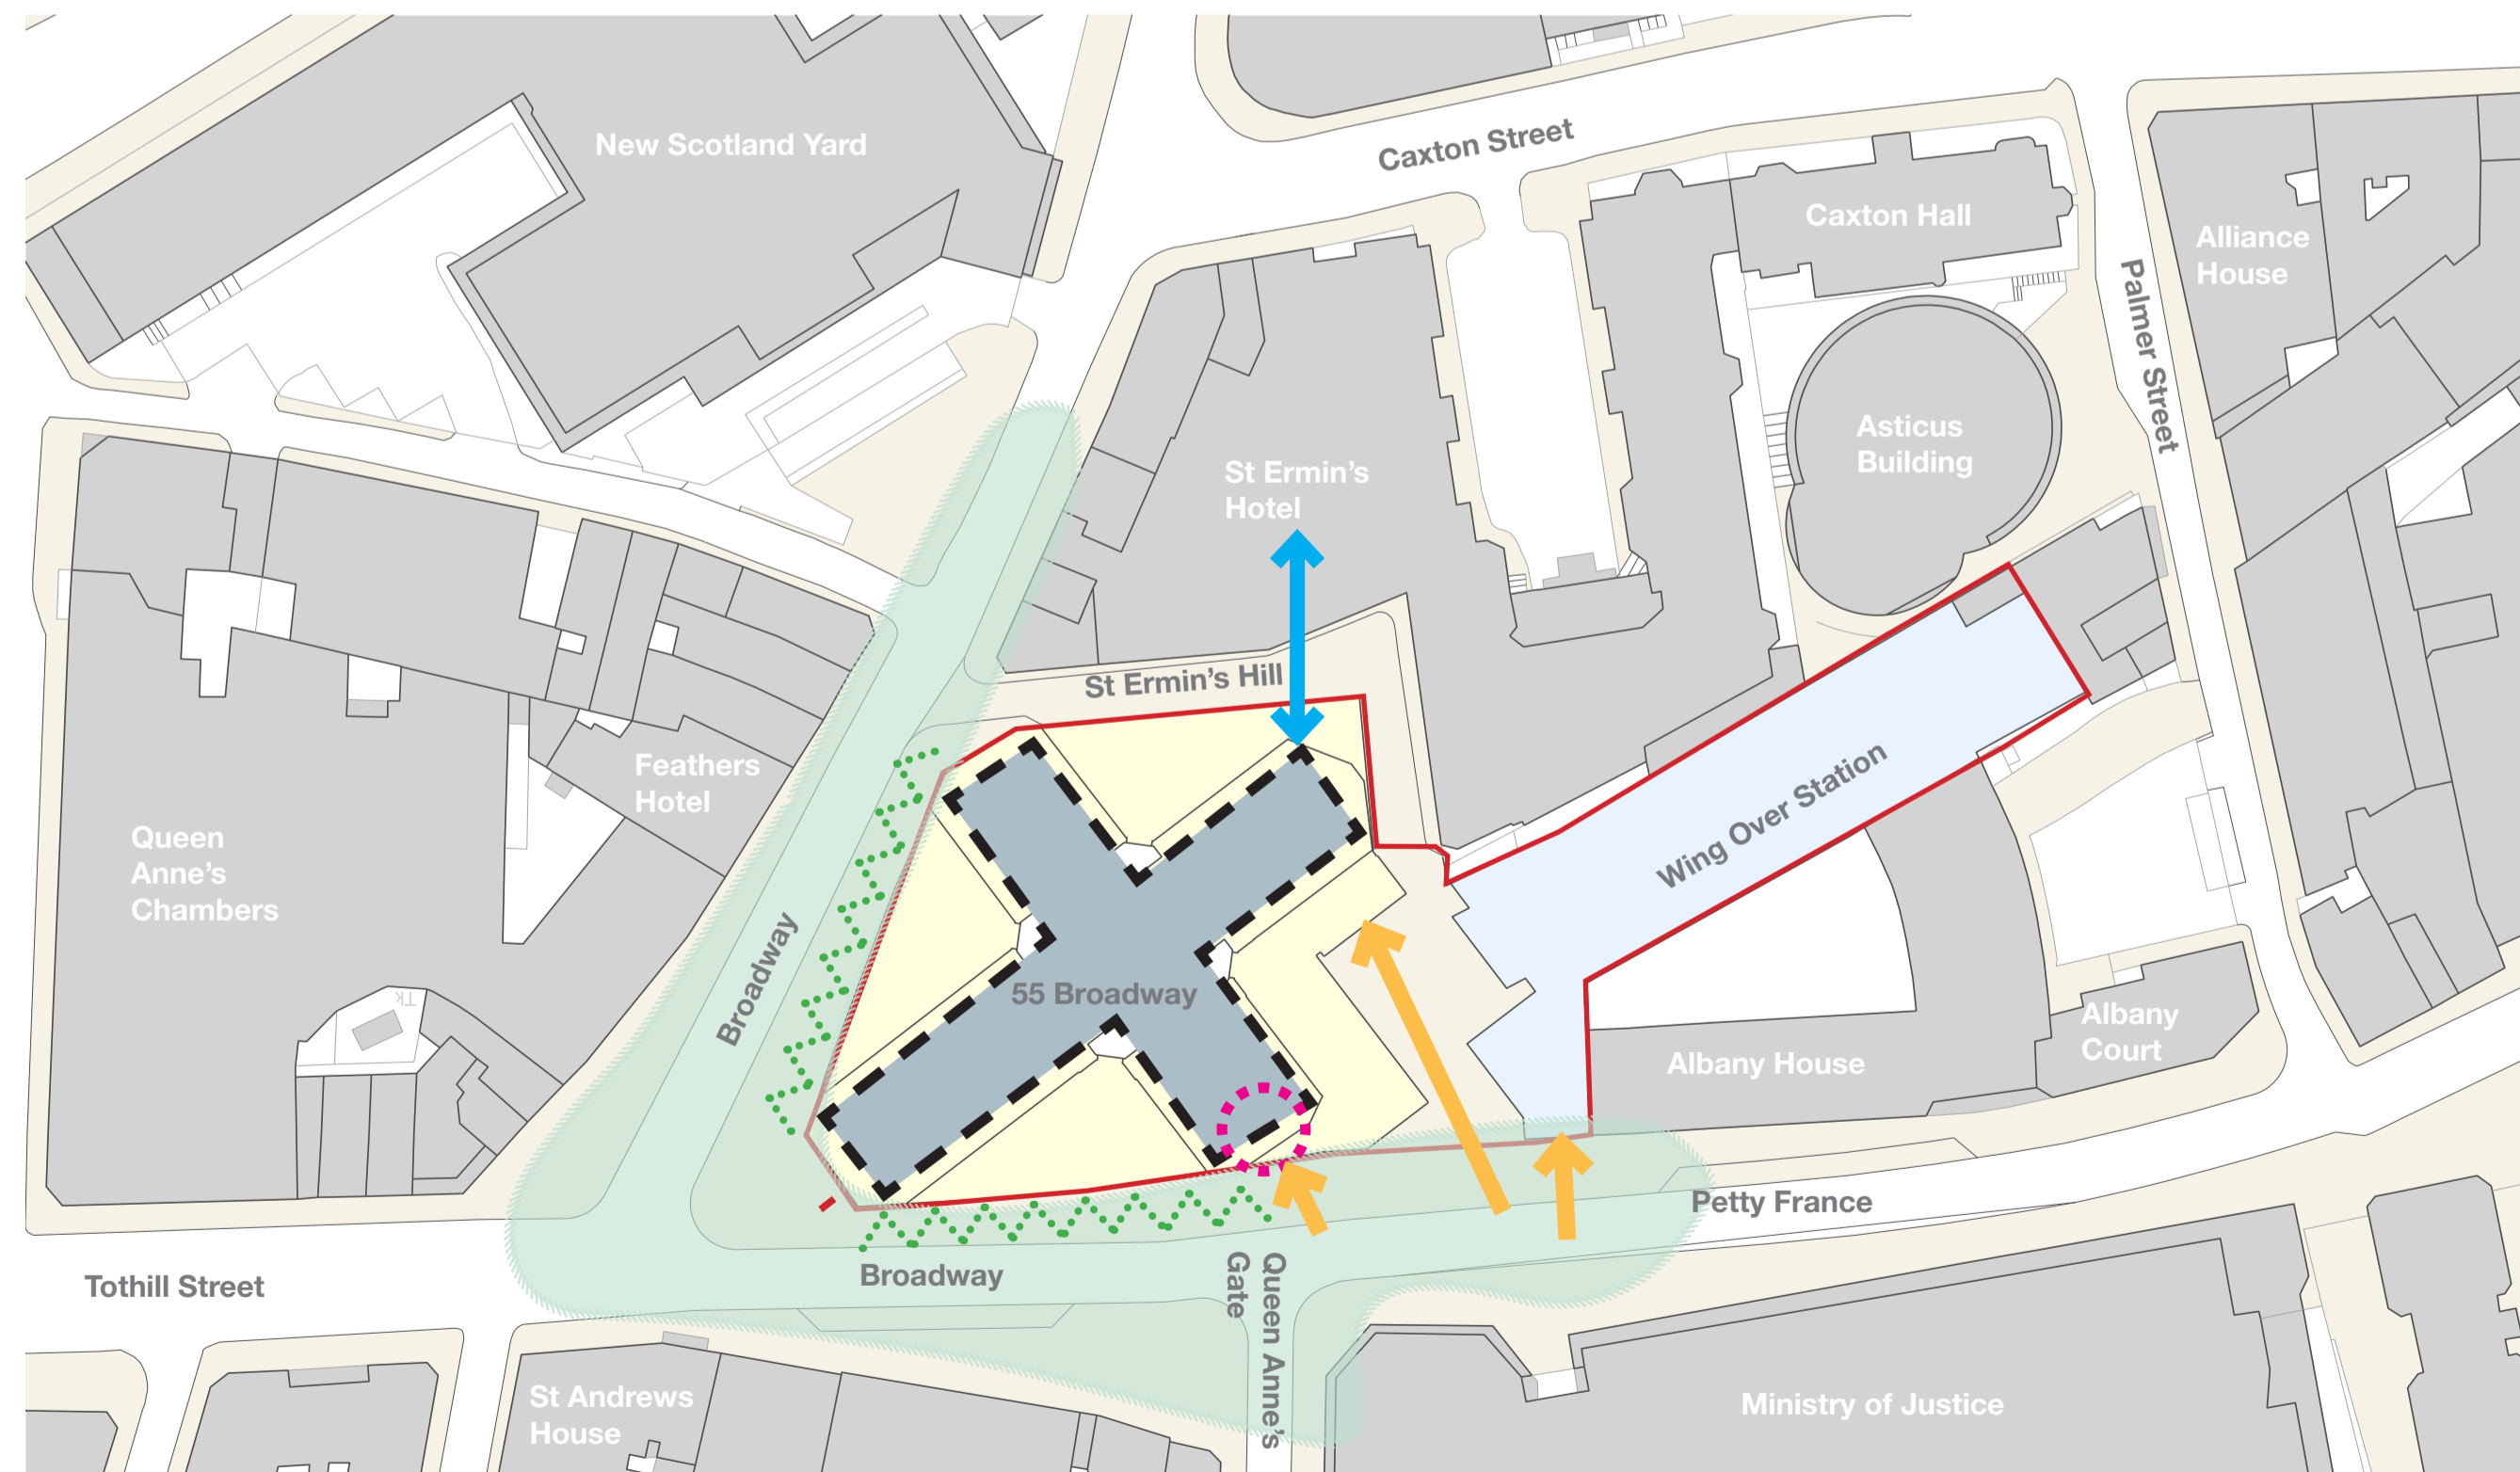 New Scotland Yard
Caxton Street
Caxton Hall
Alliance
House
Palmer Street
Asticus
Building
St Ermin's
Hotel
St Ermin's Hill
Feathers
Hotel
Queen
Anne's
Chambers
Wing Over Station
Broadway
55 Broadway
TK
Albany House
Albany
Court
Petty France
Broadway
Queen Anne's
Gate
Tothill Street
St Andrews
House
Ministry of Justice